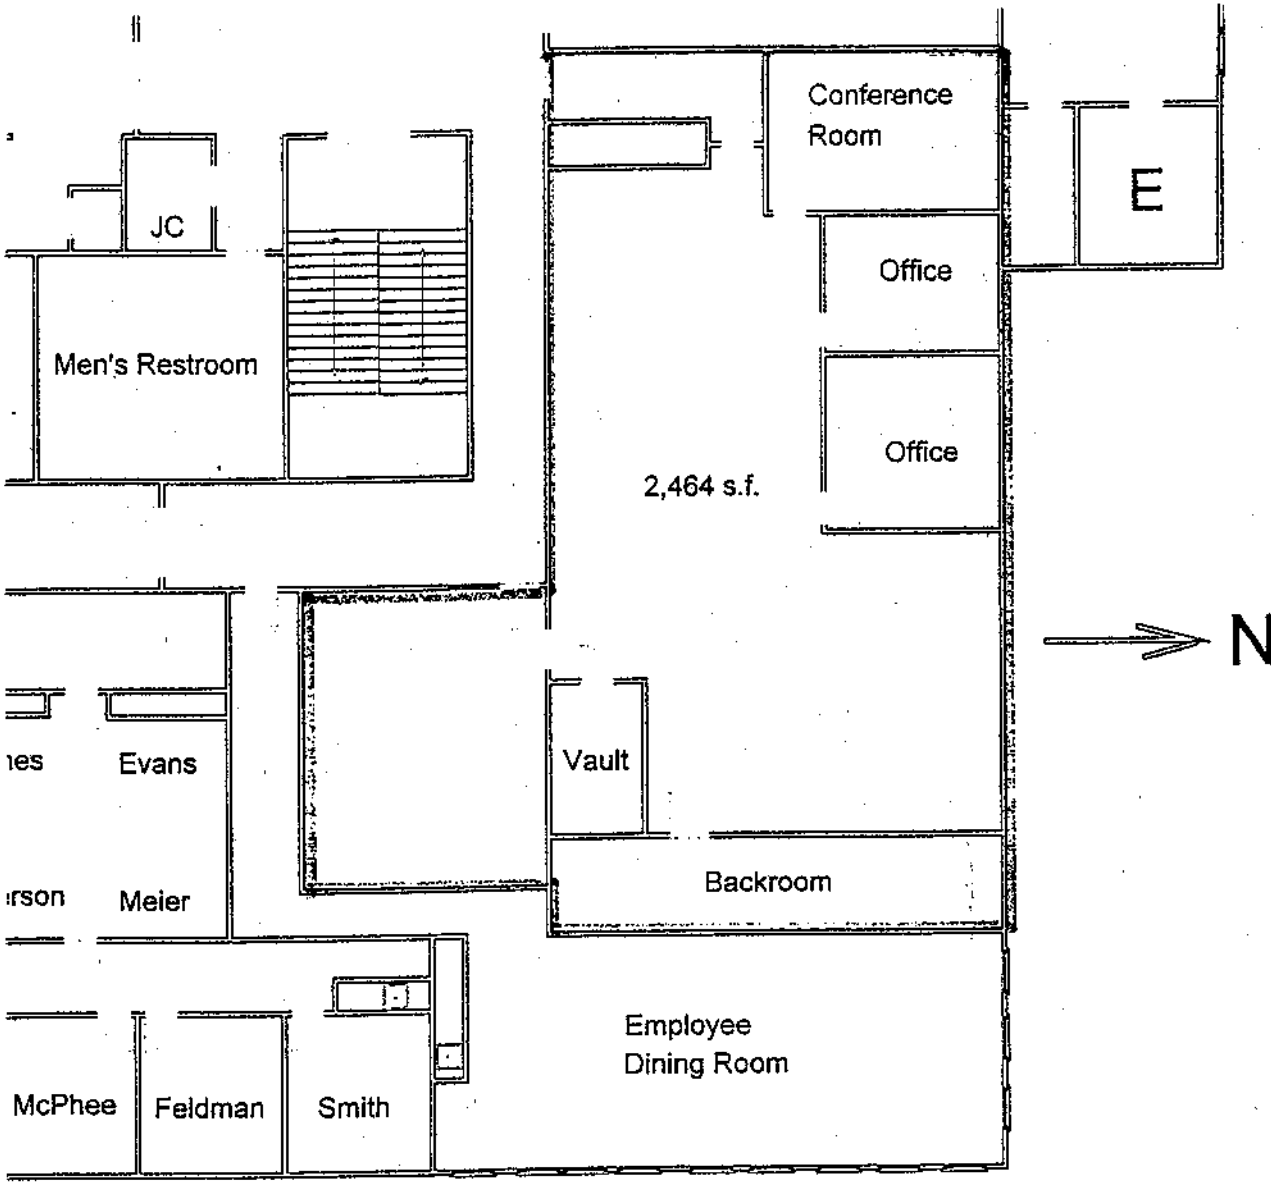 Conference
Room
E
JC
Office
Men's Restroom
Office
2,464 s.f.
N
Vault
Evans
Backroom
Meier
Employee
Dining Room
McPhee
Feldman
Smith